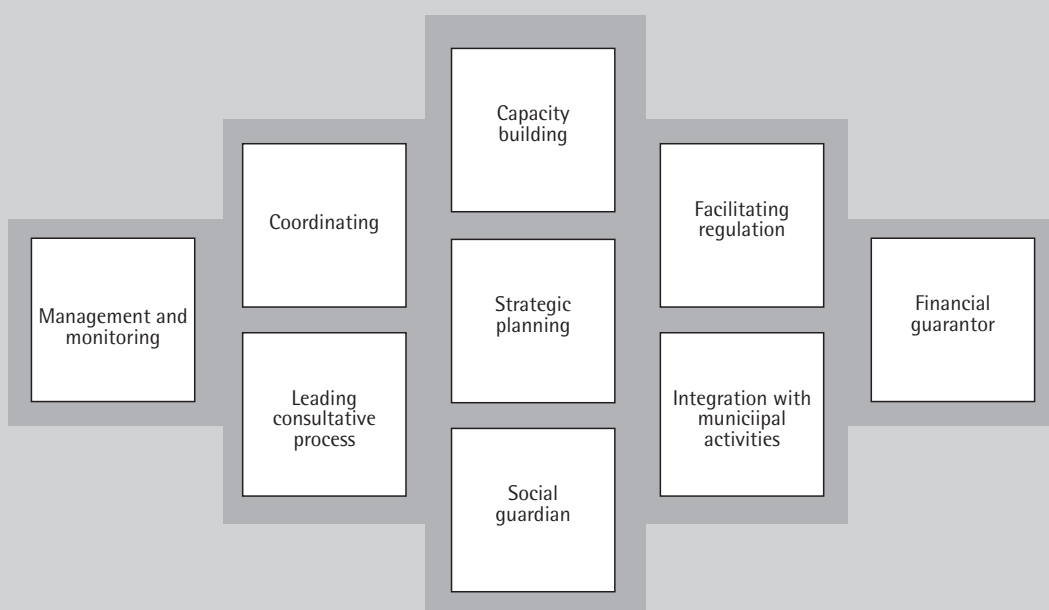 Capacity
building
Coordinating
Facilitating
regulation
Management and
monitoring
Strategic
planning
Financial
guarantor
Leading
consultative
process
Integration with
municiipal
activities
Social
guardian